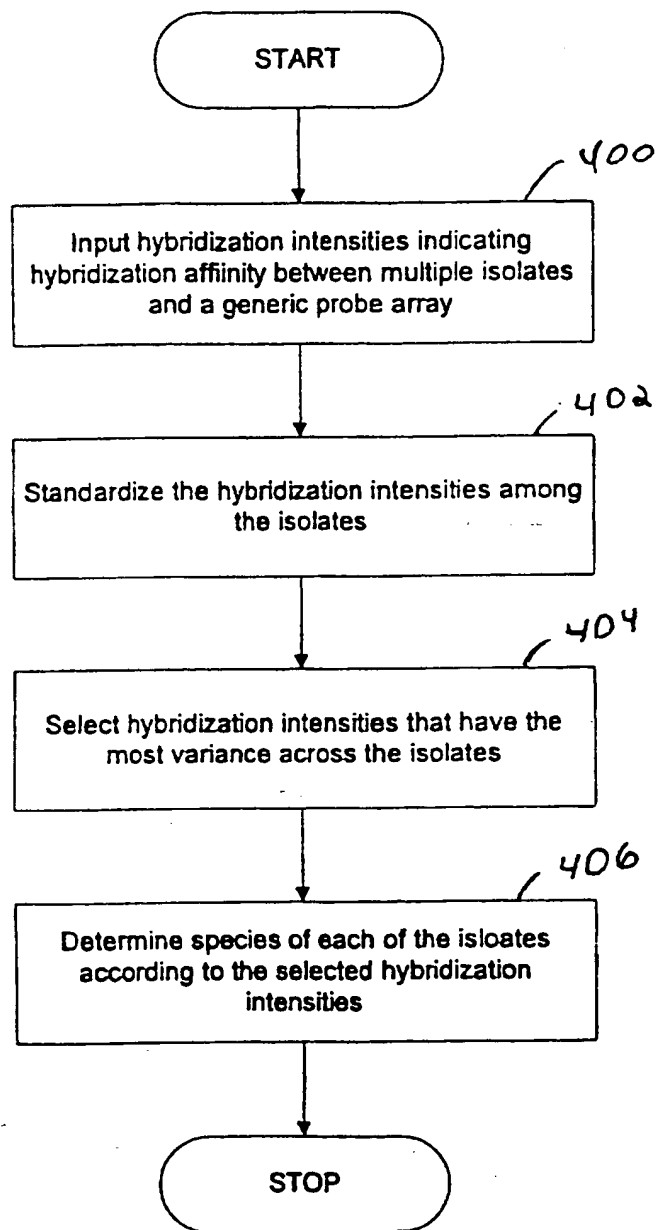 START
400
Input hybridization intensities indicating
hybridization affiinity between multiple isolates
and a generic probe array
402
Standardize the hybridization intensities among
the isolates
404
Select hybridization intensities that have the
most variance across the isolates
406
Determine species of each of the isloates
according to the selected hybridization
intensities
STOP